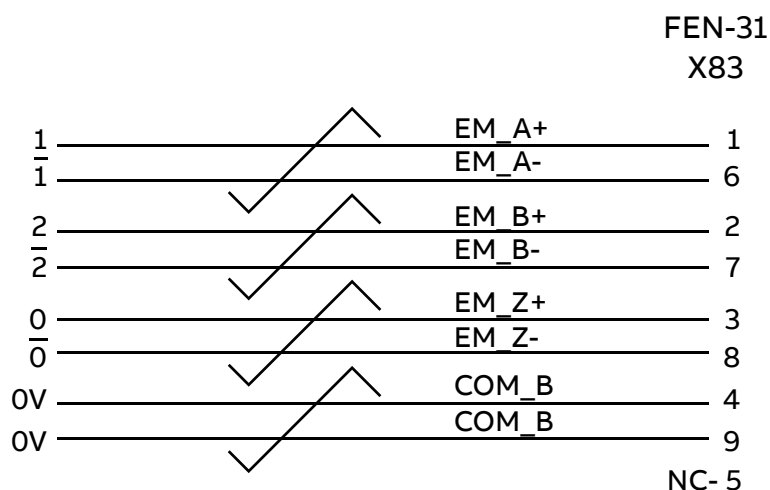 FEN-31
X83
1 EM_A+ 1
1̅ EM_A- 6
2 EM_B+ 2
2̅ EM_B- 7
0 EM_Z+ 3
0̅ EM_Z- 8
0V COM_B 4
0V COM_B 9
NC- 5